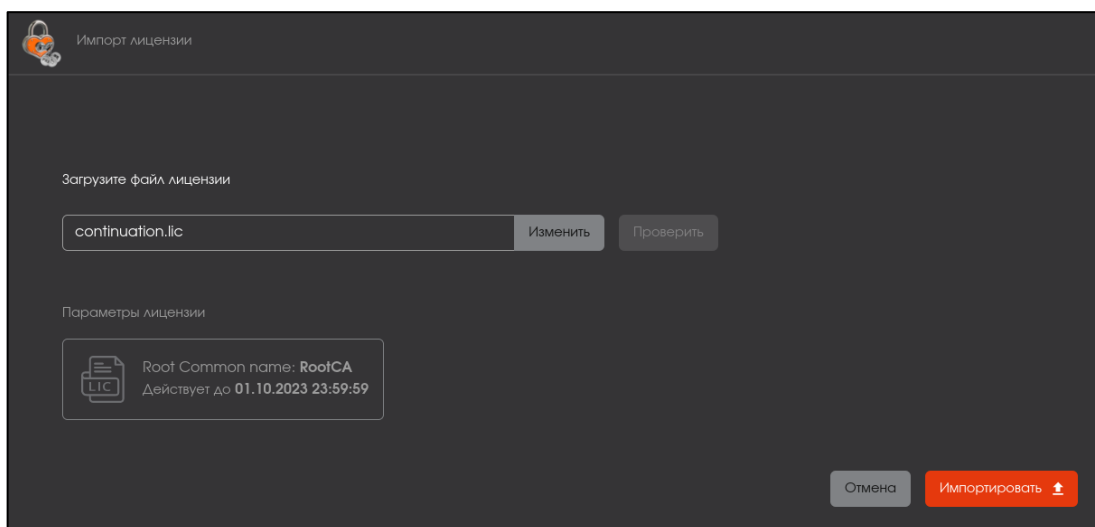 Импорт лицензии
Загрузите файл лицензии
continuation.lic
Изменить
Проверить
Параметры лицензии
LIC
Root Common name: RootCA
Действует до 01.10.2023 23:59:59
Отмена
Импортировать